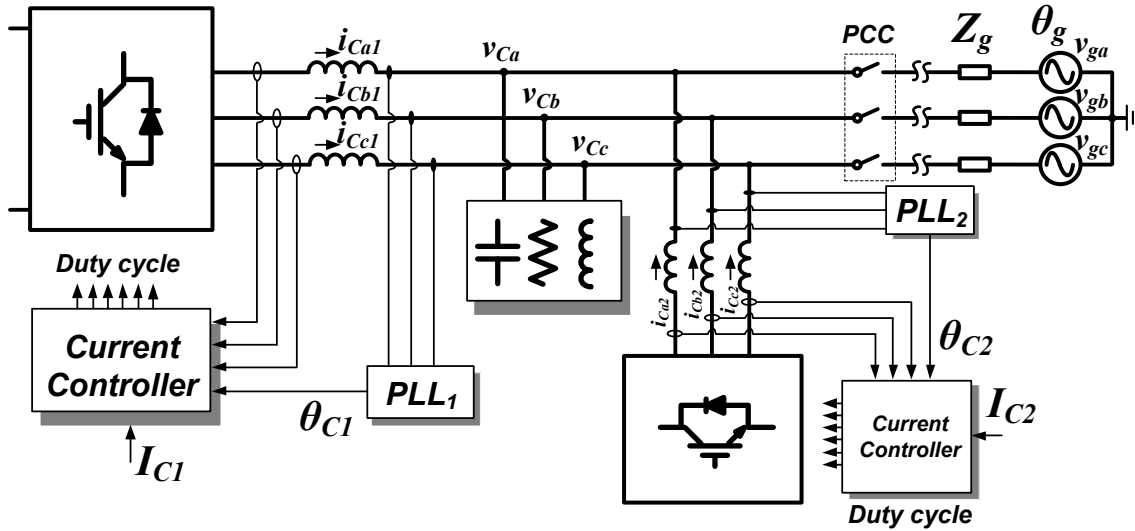 i_Ca1
v_Ca
PCC
Z_g
θ_g
v_ga
i_Cb1
v_Cb
v_gb
i_Cc1
v_Cc
v_gc
PLL_2
Duty cycle
i_Ca2
i_Cb2
i_Cc2
Current
Controller
θ_C1
PLL_1
θ_C2
I_C1
Current
Controller
I_C2
Duty cycle